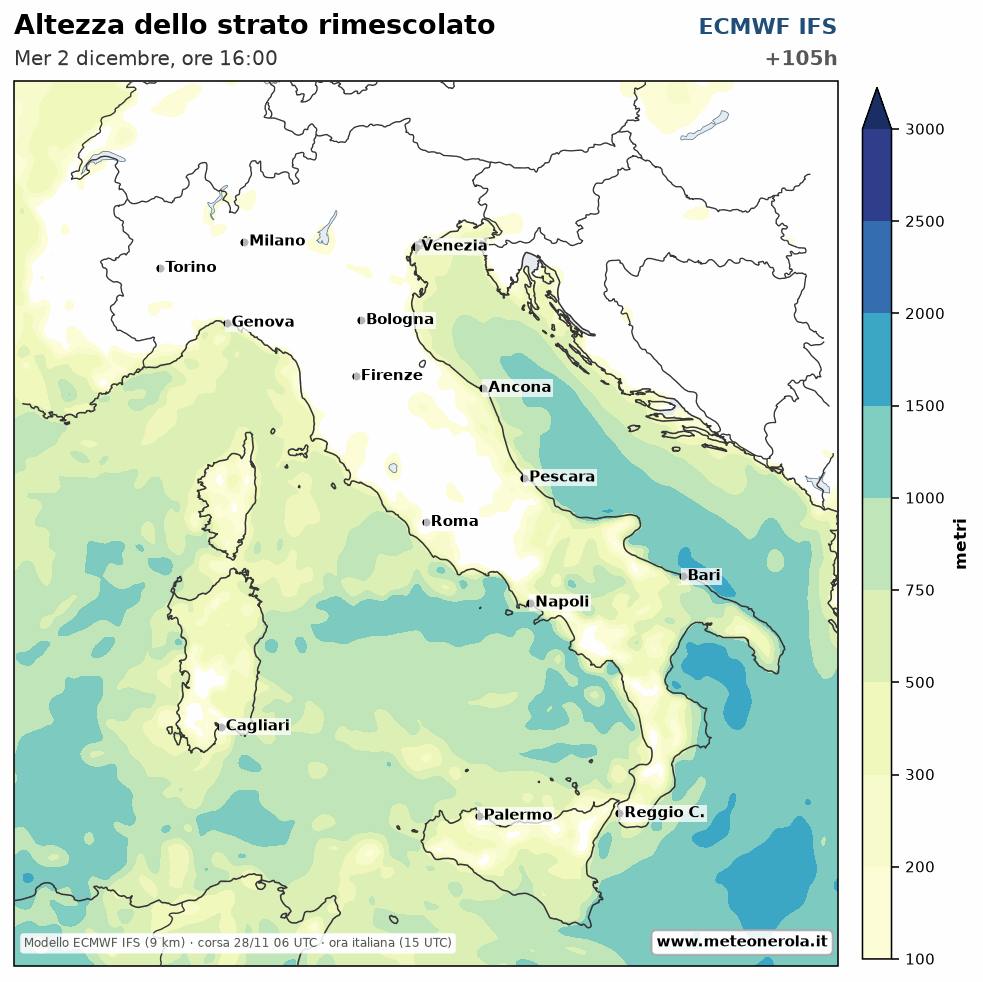 Altezza dello strato rimescolato
ECMWF IFS
Mer 2 dicembre, ore 16:00
+105h
Milano
Venezia
Torino
Genova
Bologna
Firenze
Ancona
Pescara
Roma
Bari
Napoli
Cagliari
Palermo
Reggio C.
3000
2500
2000
1500
1000
750
500
300
200
100
metri
Modello ECMWF IFS (9 km) · corsa 28/11 06 UTC · ora italiana (15 UTC)
www.meteonerola.it